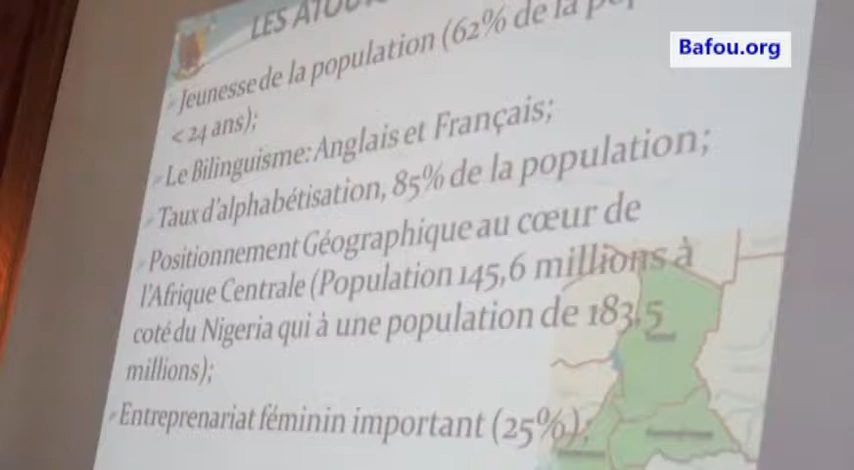 LES ATOU
Bafou.org
Jeunesse de la population (62% de la
< 24 ans);
Le Bilinguisme: Anglais et Français;
Taux d'alphabétisation, 85% de la population;
Positionnement Géographique au cœur de
l'Afrique Centrale (Population 145,6 millions à
coté du Nigeria qui à une population de 183,5
millions);
Entreprenariat féminin important (25%);